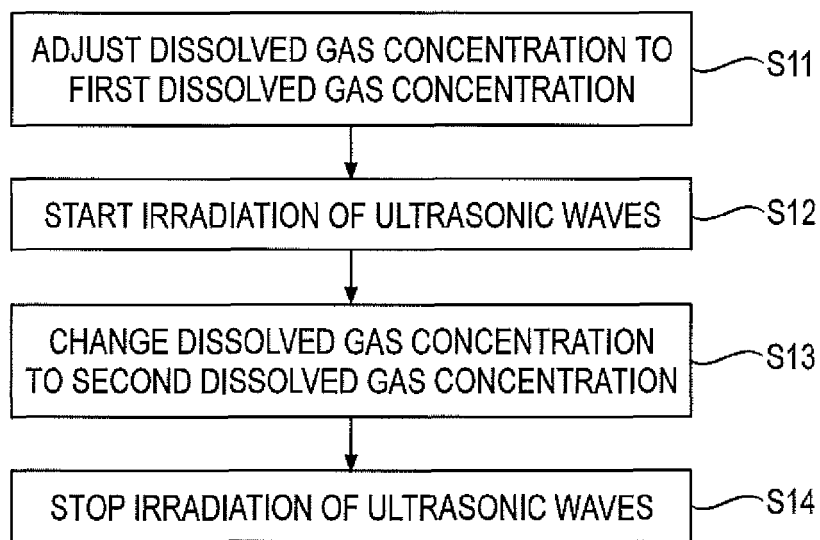 ADJUST DISSOLVED GAS CONCENTRATION TO
FIRST DISSOLVED GAS CONCENTRATION
S11
START IRRADIATION OF ULTRASONIC WAVES
S12
CHANGE DISSOLVED GAS CONCENTRATION
TO SECOND DISSOLVED GAS CONCENTRATION
S13
STOP IRRADIATION OF ULTRASONIC WAVES
S14